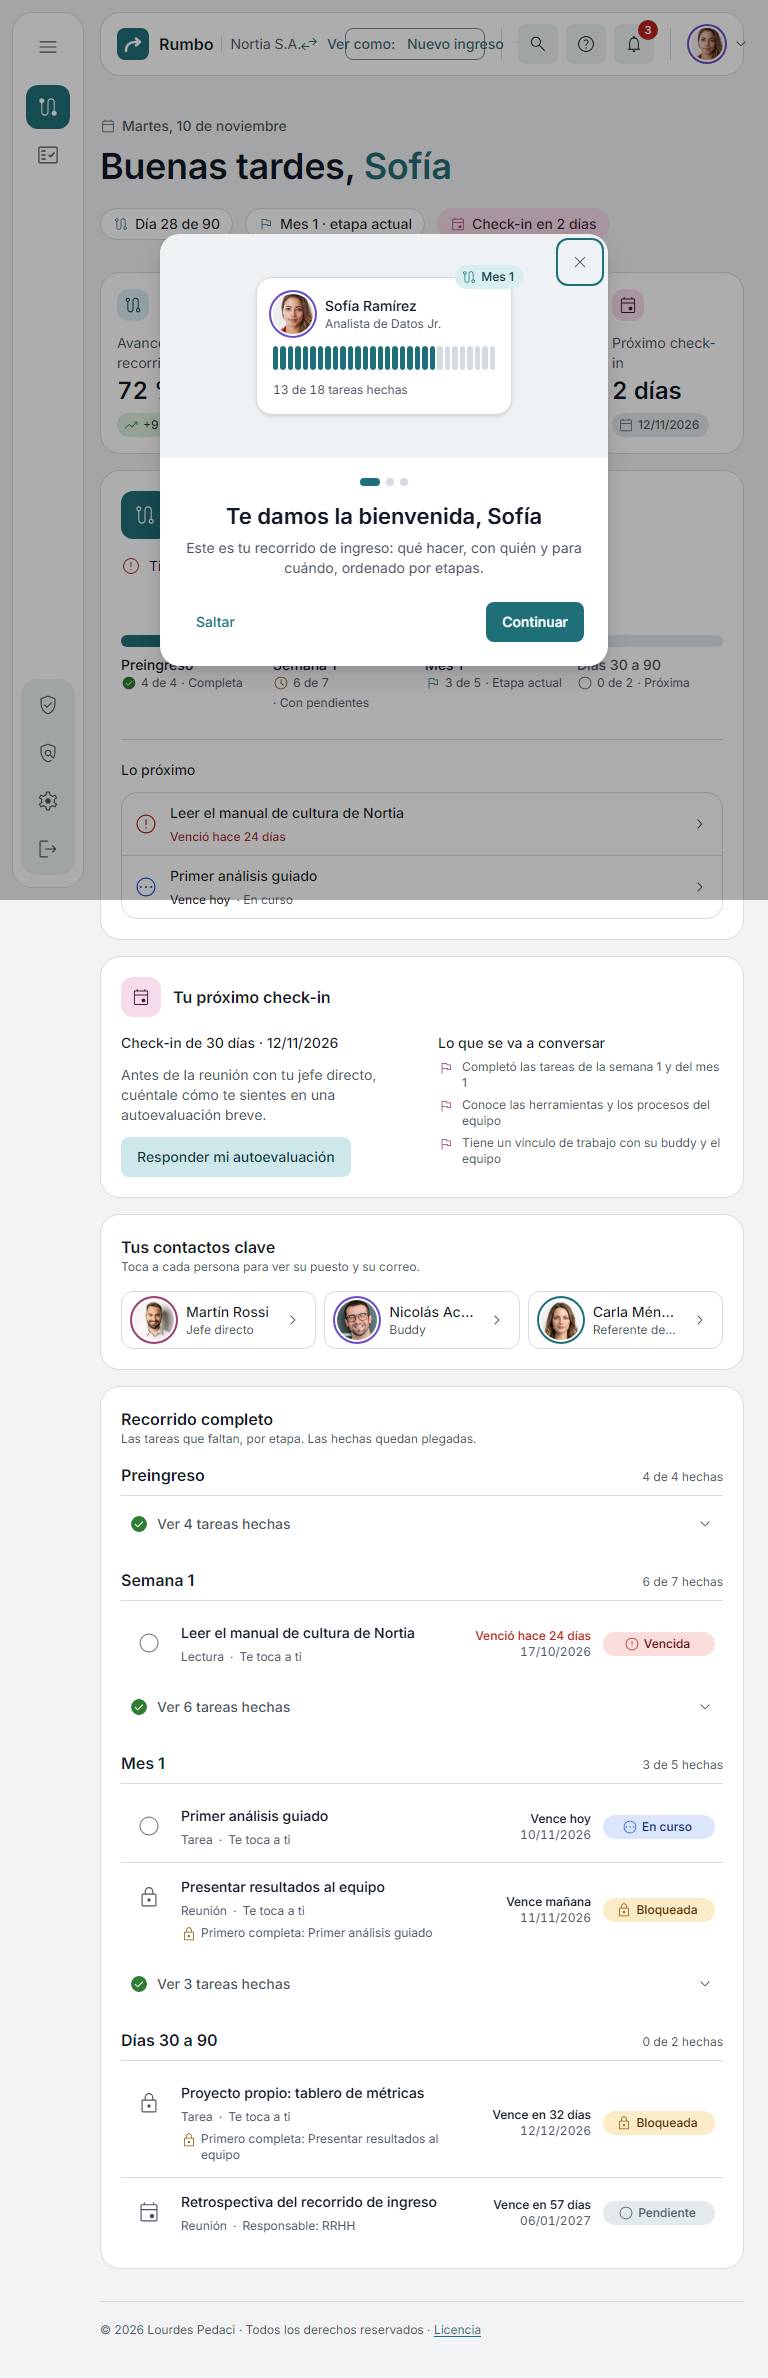 Rumbo
Nortia S.A.
Ver como: Nuevo ingreso
3
Martes, 10 de noviembre
Buenas tardes, Sofía
Día 28 de 90
Mes 1 · etapa actual
Check-in en 2 días
Mes 1
Sofía Ramírez
Analista de Datos Jr.
13 de 18 tareas hechas
Te damos la bienvenida, Sofía
Este es tu recorrido de ingreso: qué hacer, con quién y para
cuándo, ordenado por etapas.
Saltar
Continuar
72
+9
Próximo check-
in
2 días
12/11/2026
Preingreso
4 de 4 · Completa
Semana 1
6 de 7
· Con pendientes
Mes 1
3 de 5 · Etapa actual
Días 30 a 90
0 de 2 · Próxima
Lo próximo
Leer el manual de cultura de Nortia
Venció hace 24 días
Primer análisis guiado
Vence hoy · En curso
Tu próximo check-in
Check-in de 30 días · 12/11/2026
Antes de la reunión con tu jefe directo,
cuéntale cómo te sientes en una
autoevaluación breve.
Responder mi autoevaluación
Lo que se va a conversar
Completó las tareas de la semana 1 y del mes
1
Conoce las herramientas y los procesos del
equipo
Tiene un vínculo de trabajo con su buddy y el
equipo
Tus contactos clave
Toca a cada persona para ver su puesto y su correo.
Martín Rossi
Jefe directo
Nicolás Ac...
Buddy
Carla Mén...
Referente de...
Recorrido completo
Las tareas que faltan, por etapa. Las hechas quedan plegadas.
Preingreso
4 de 4 hechas
Ver 4 tareas hechas
Semana 1
6 de 7 hechas
Leer el manual de cultura de Nortia
Lectura · Te toca a ti
Venció hace 24 días
17/10/2026
Vencida
Ver 6 tareas hechas
Mes 1
3 de 5 hechas
Primer análisis guiado
Tarea · Te toca a ti
Vence hoy
10/11/2026
En curso
Presentar resultados al equipo
Reunión · Te toca a ti
Primero completa: Primer análisis guiado
Vence mañana
11/11/2026
Bloqueada
Ver 3 tareas hechas
Días 30 a 90
0 de 2 hechas
Proyecto propio: tablero de métricas
Tarea · Te toca a ti
Primero completa: Presentar resultados al
equipo
Vence en 32 días
12/12/2026
Bloqueada
Retrospectiva del recorrido de ingreso
Reunión · Responsable: RRHH
Vence en 57 días
06/01/2027
Pendiente
© 2026 Lourdes Pedaci · Todos los derechos reservados · Licencia